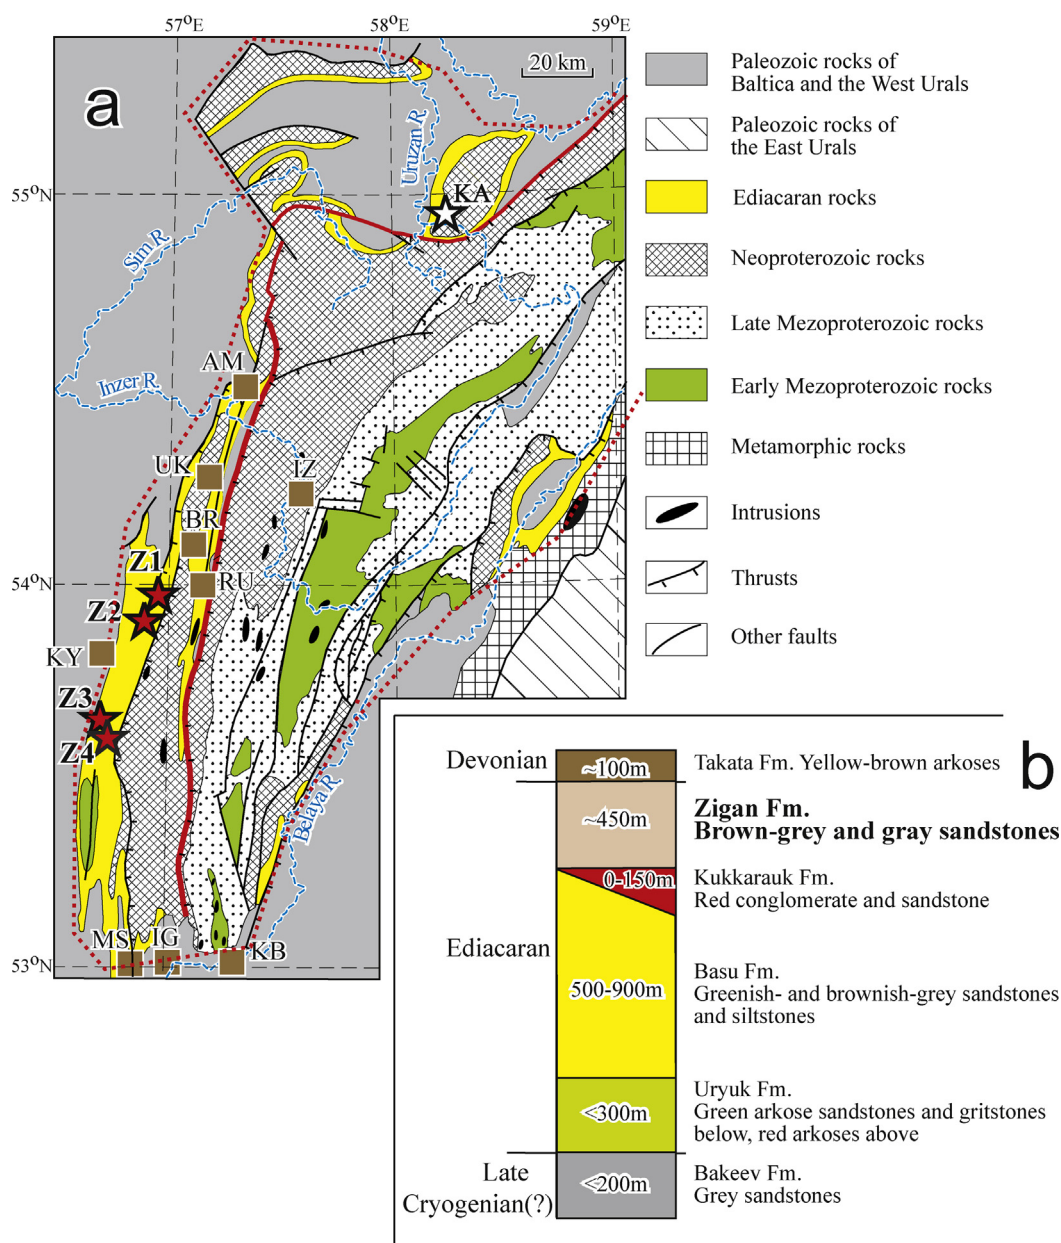 57°E
58°E
59°E
a
20 km
55°N
54°N
53°N
Uruzan R.
Sim R.
Inzer R.
Belaya R.
KA
AM
UK
IZ
BR
Z1
RU
Z2
KY
Z3
Z4
MS
IG
KB
Paleozoic rocks of
Baltica and the West Urals
Paleozoic rocks of
the East Urals
Ediacaran rocks
Neoproterozoic rocks
Late Mezoproterozoic rocks
Early Mezoproterozoic rocks
Metamorphic rocks
Intrusions
Thrusts
Other faults
b
Devonian
~100m
Takata Fm. Yellow-brown arkoses
~450m
Zigan Fm.
Brown-grey and gray sandstones
0-150m
Kukkarauk Fm.
Red conglomerate and sandstone
Ediacaran
500-900m
Basu Fm.
Greenish- and brownish-grey sandstones
and siltstones
<300m
Uryuk Fm.
Green arkose sandstones and gritstones
below, red arkoses above
Late
Cryogenian(?)
<200m
Bakeev Fm.
Grey sandstones